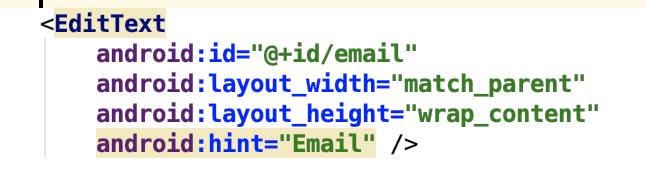 <EditText
android:id="@+id/email"
android:layout_width="match_parent"
android:layout_height="wrap_content"
android:hint="Email" />